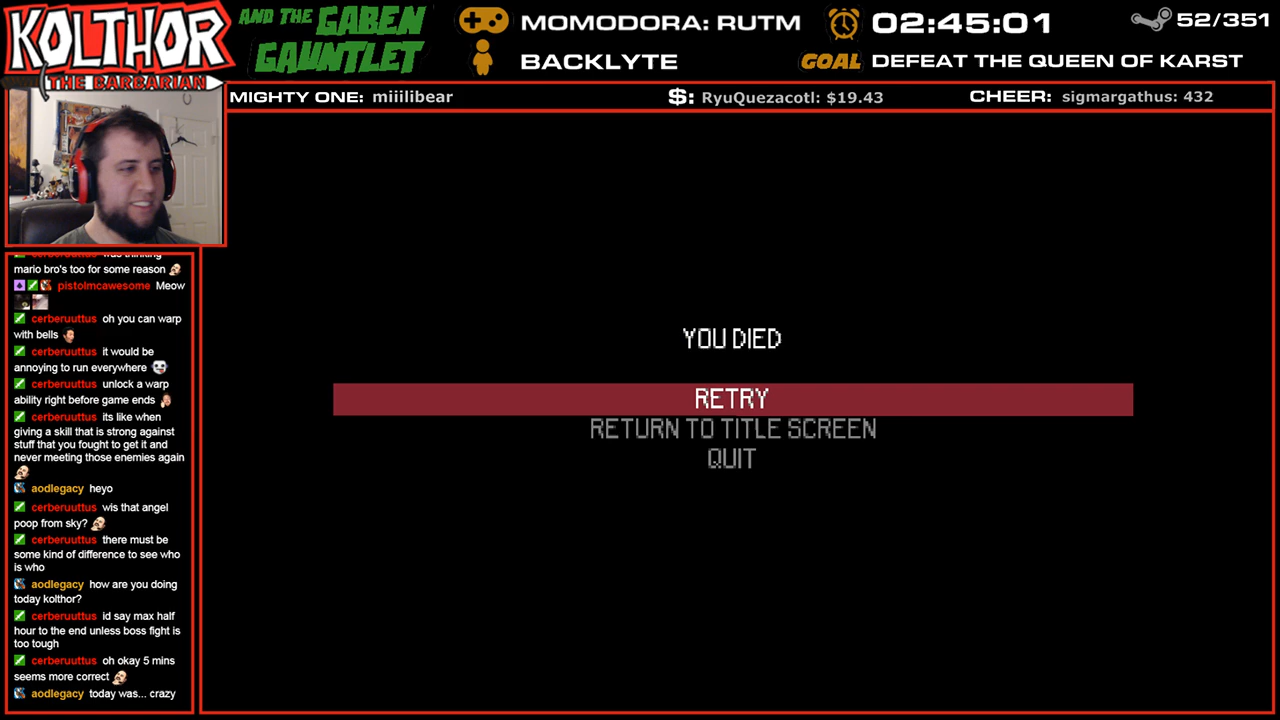 KOLTHOR
THE BARBARIAN
AND THE GABEN
GAUNTLET
MOMODORA: RUTM
BACKLYTE
02:45:01
52/351
GOAL DEFEAT THE QUEEN OF KARST
MIGHTY ONE: miiilibear
$: RyuQuezacotl: $19.43
CHEER: sigmargathus: 432
mario bro's too for some reason
pistolmcawesome Meow
cerberuuttus oh you can warp
with bells
cerberuuttus it would be
annoying to run everywhere
cerberuuttus unlock a warp
ability right before game ends
cerberuuttus its like when
giving a skill that is strong against
stuff that you fought to get it and
never meeting those enemies again
aodlegacy heyo
cerberuuttus wis that angel
poop from sky?
cerberuuttus there must be
some kind of difference to see who
is who
aodlegacy how are you doing
today kolthor?
cerberuuttus id say max half
hour to the end unless boss fight is
too tough
cerberuuttus oh okay 5 mins
seems more correct
aodlegacy today was... crazy
YOU DIED
RETRY
RETURN TO TITLE SCREEN
QUIT